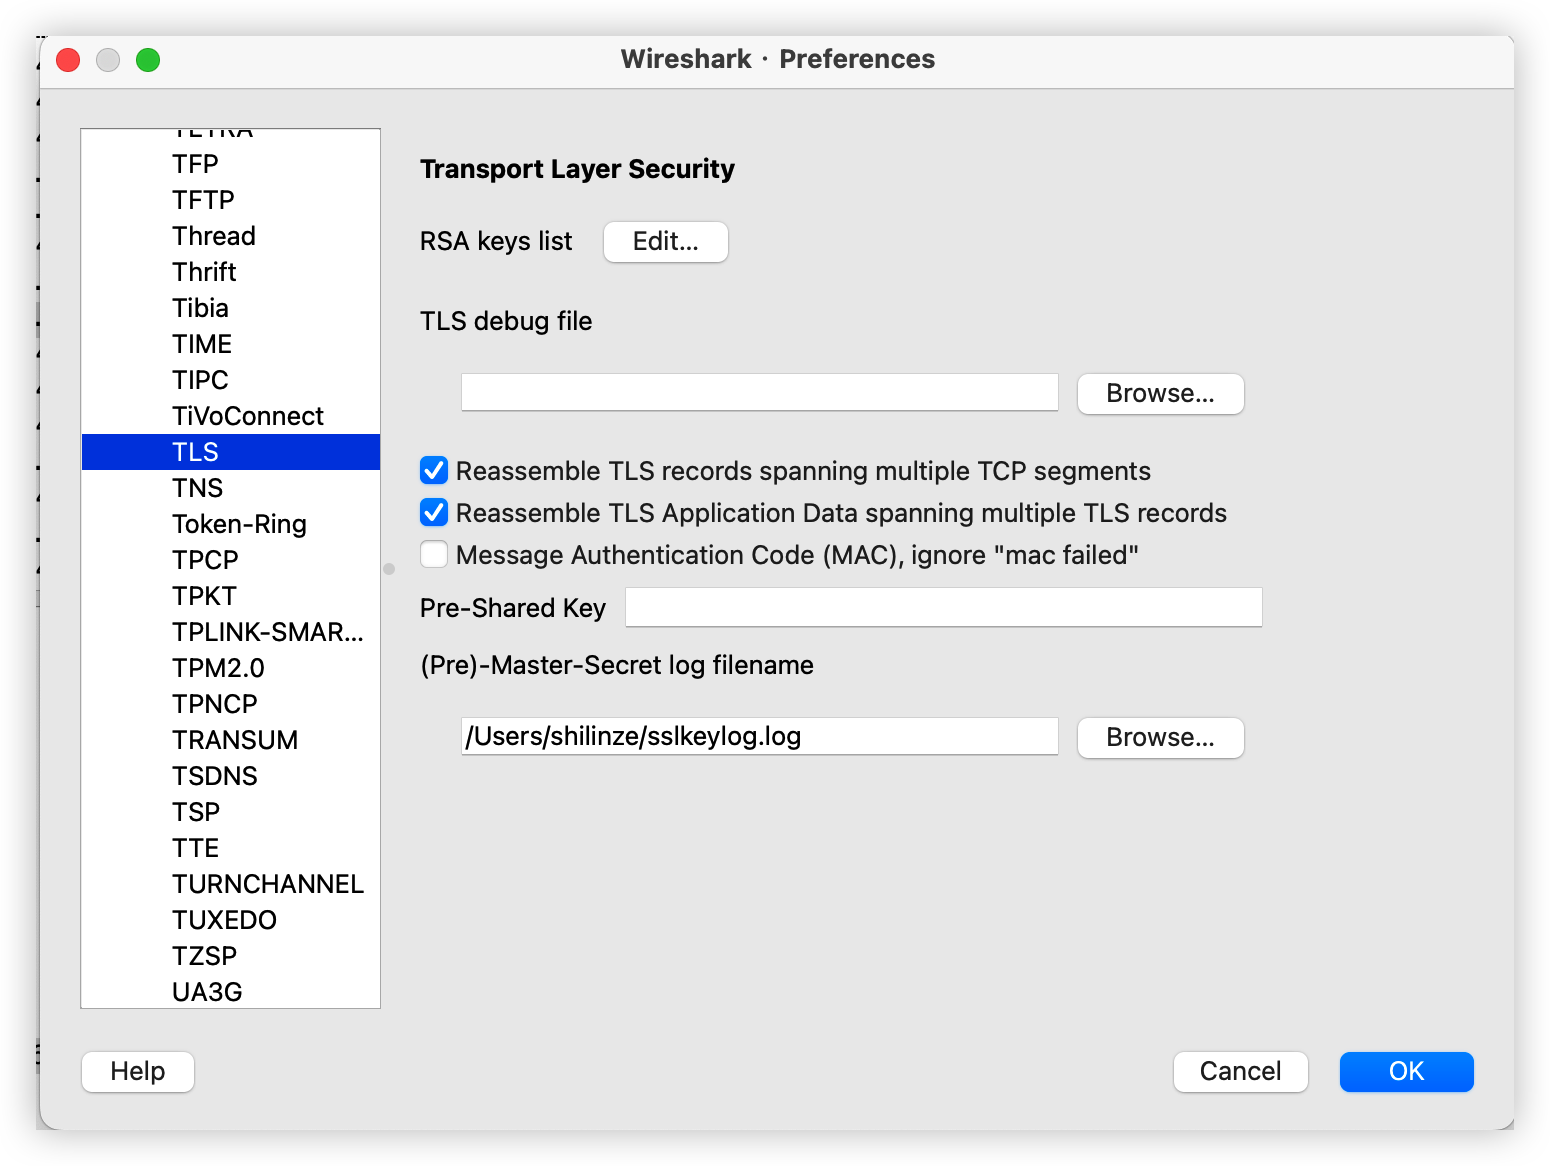 Wireshark · Preferences
TETRA
TFP
TFTP
Thread
Thrift
Tibia
TIME
TIPC
TiVoConnect
TLS
TNS
Token-Ring
TPCP
TPKT
TPLINK-SMAR...
TPM2.0
TPNCP
TRANSUM
TSDNS
TSP
TTE
TURNCHANNEL
TUXEDO
TZSP
UA3G
Transport Layer Security
RSA keys list Edit...
TLS debug file
Browse...
Reassemble TLS records spanning multiple TCP segments
Reassemble TLS Application Data spanning multiple TLS records
Message Authentication Code (MAC), ignore "mac failed"
Pre-Shared Key
(Pre)-Master-Secret log filename
/Users/shilinze/sslkeylog.log Browse...
Help Cancel OK